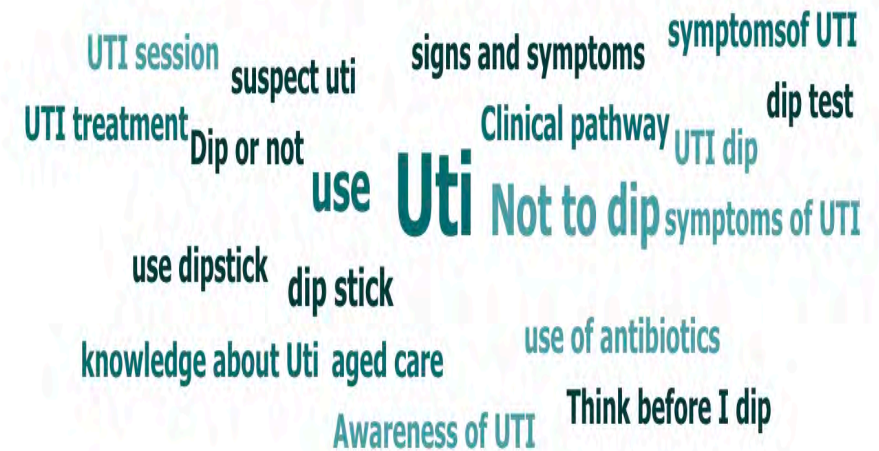 symptomsof UTI
UTI session
signs and symptoms
suspect uti
dip test
UTI treatment
Clinical pathway
Dip or not
UTI dip
use
Uti
Not to dip
symptoms of UTI
use dipstick
dip stick
use of antibiotics
knowledge about Uti
aged care
Think before I dip
Awareness of UTI